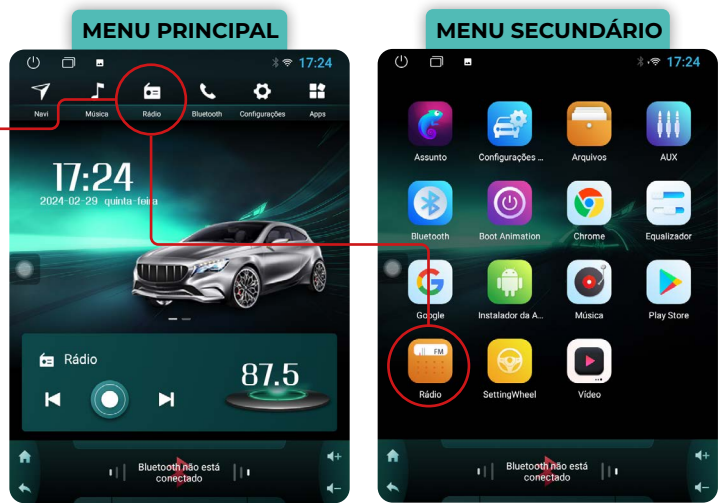 MENU PRINCIPAL
17:24
Navi Música Rádio Bluetooth Configurações Apps
17:24
2024-02-29 quinta-feira
Rádio
87.5
Bluetooth não está
conectado
MENU SECUNDÁRIO
17:24
Assunto Configurações ... Arquivos AUX
Bluetooth Boot Animation Chrome Equalizador
Google Instalador da A... Música Play Store
FM
Rádio SettingWheel Vídeo
Bluetooth não está
conectado